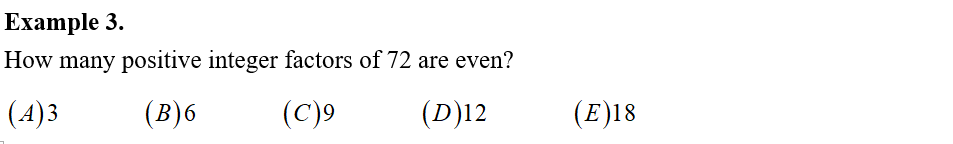 Example 3.
How many positive integer factors of 72 are even?
(A)3 (B)6 (C)9 (D)12 (E)18